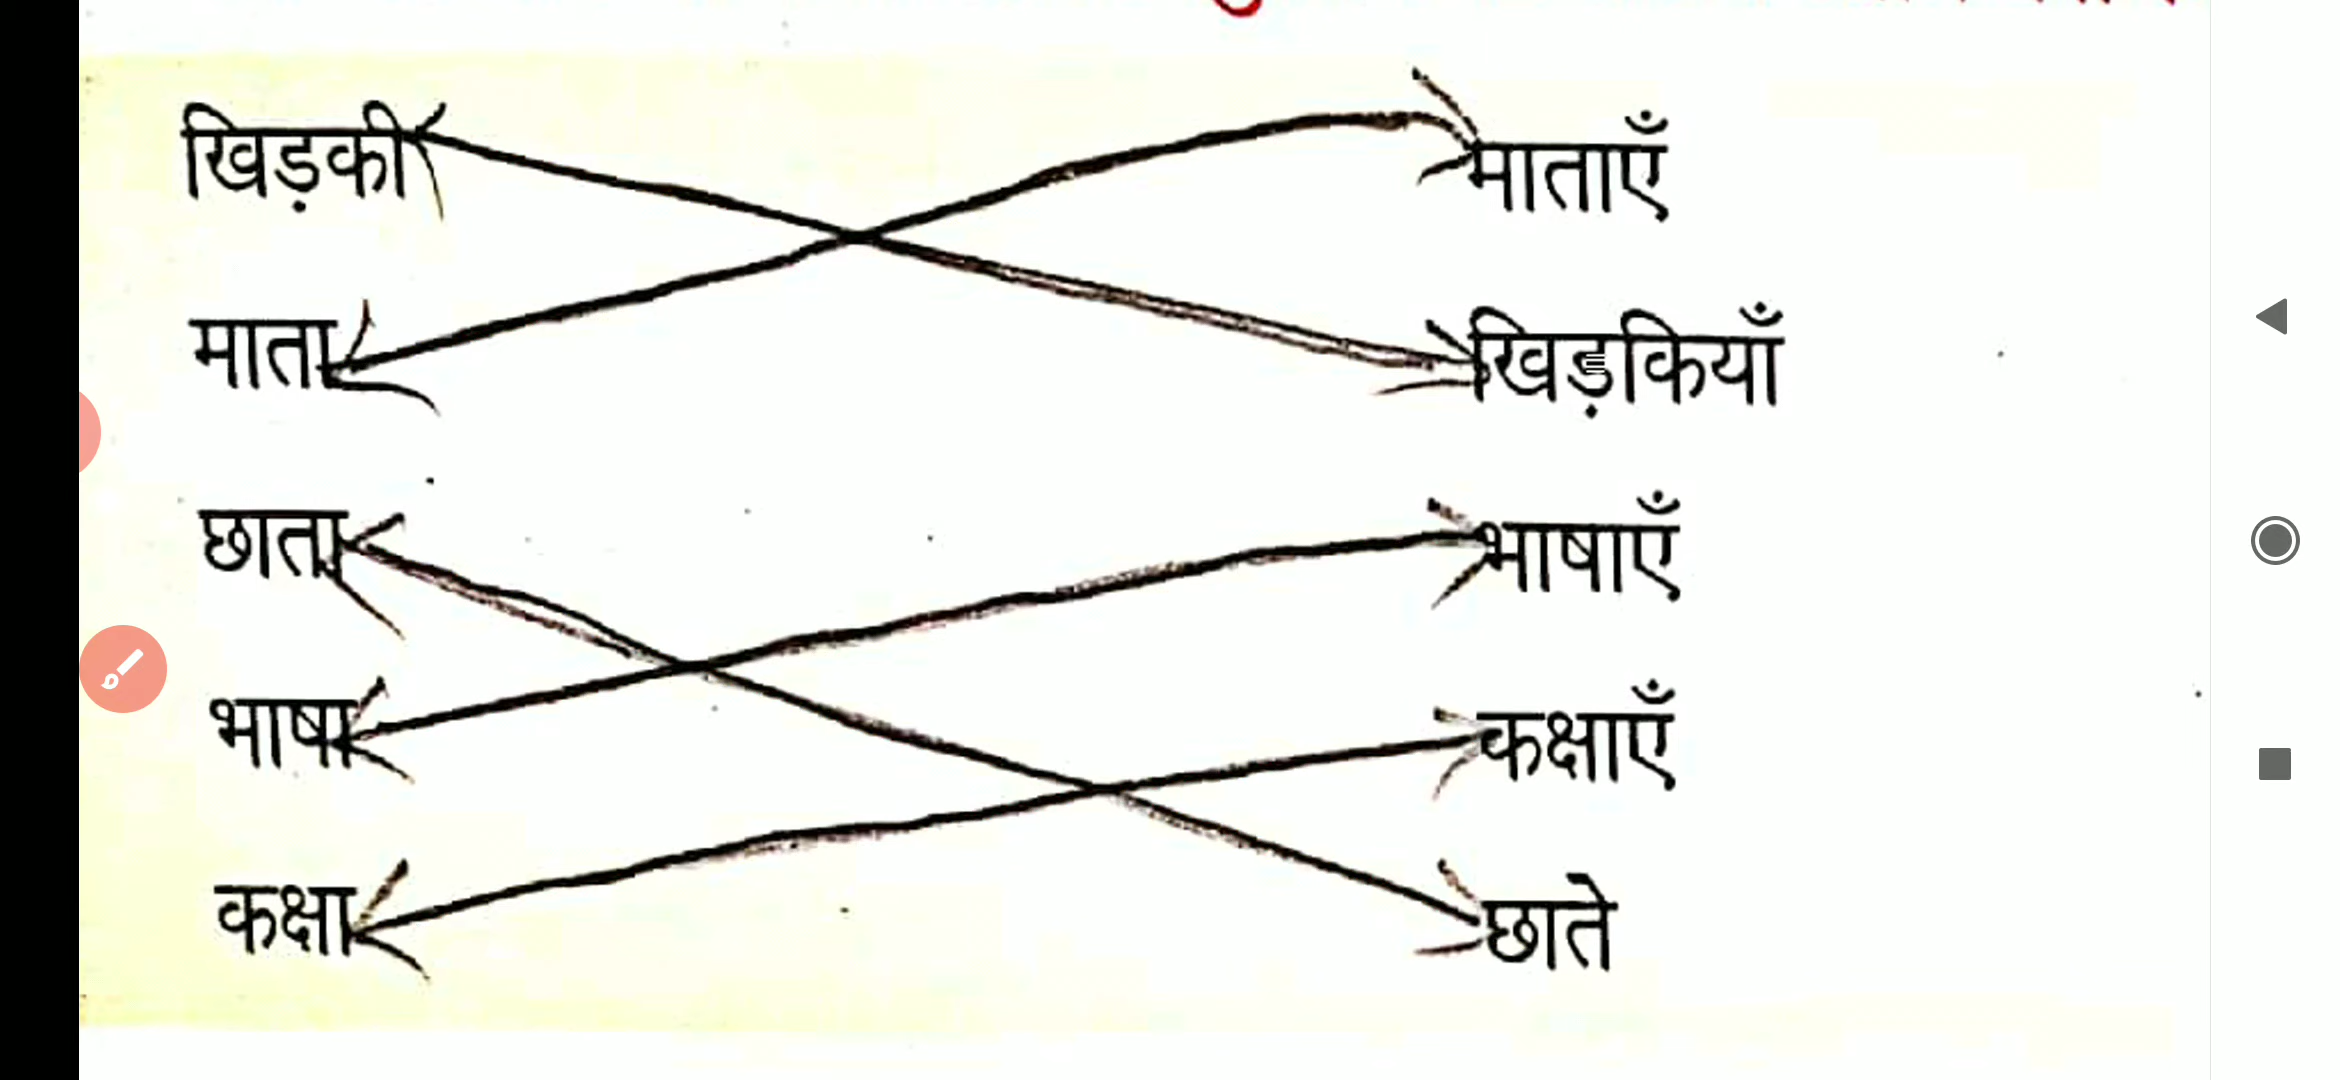 खिड़की माताएँ
माता खिड़कियाँ
छाता भाषाएँ
भाषा कक्षाएँ
कक्षा छाते